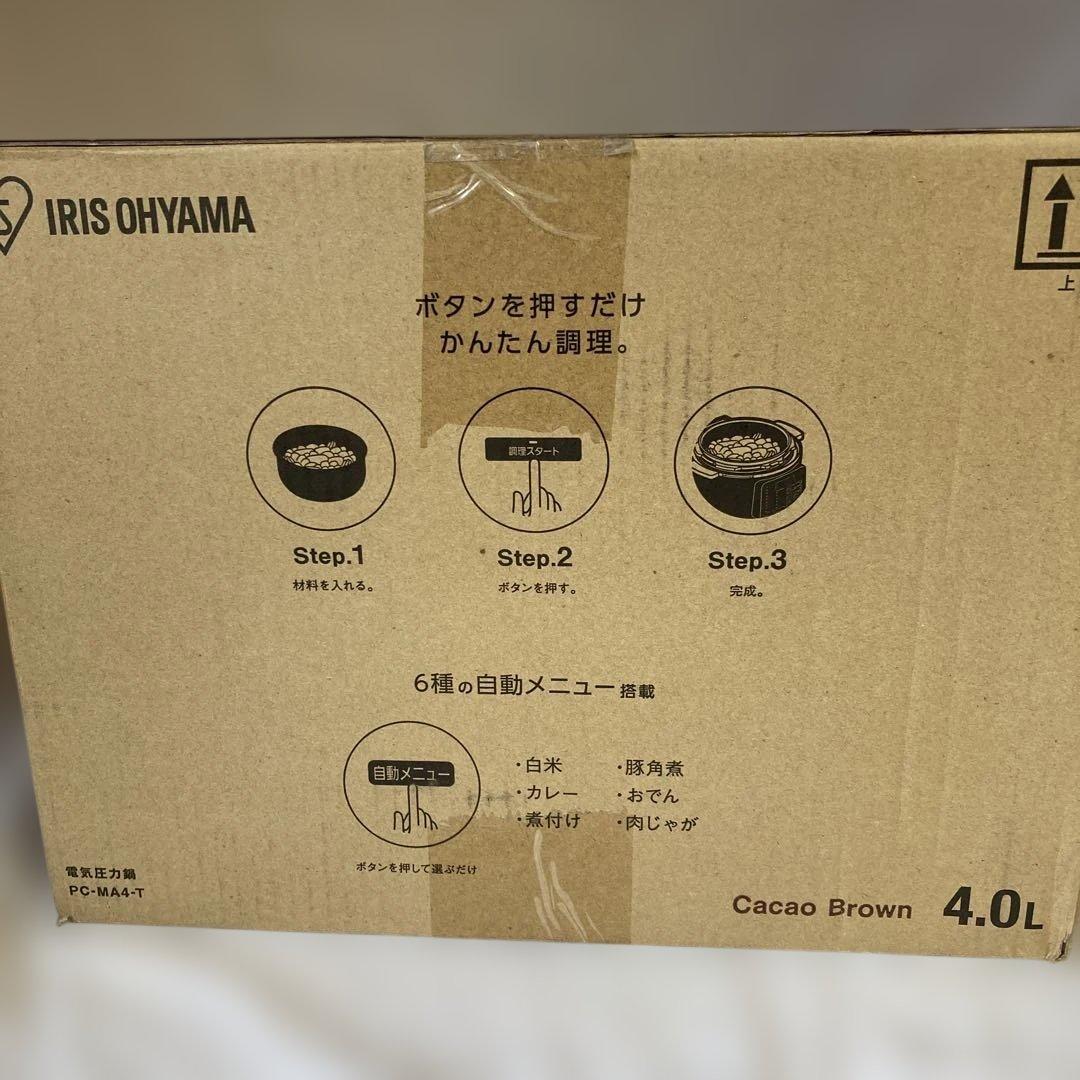 IRIS OHYAMA
上
ボタンを押すだけ
かんたん調理。
調理スタート
Step.1
材料を入れる。
Step.2
ボタンを押す。
Step.3
完成。
6種の自動メニュー搭載
自動メニュー
ボタンを押して選ぶだけ
・白米
・カレー
・煮付け
・豚角煮
・おでん
・肉じゃが
電気圧力鍋
PC-MA4-T
Cacao Brown 4.0L